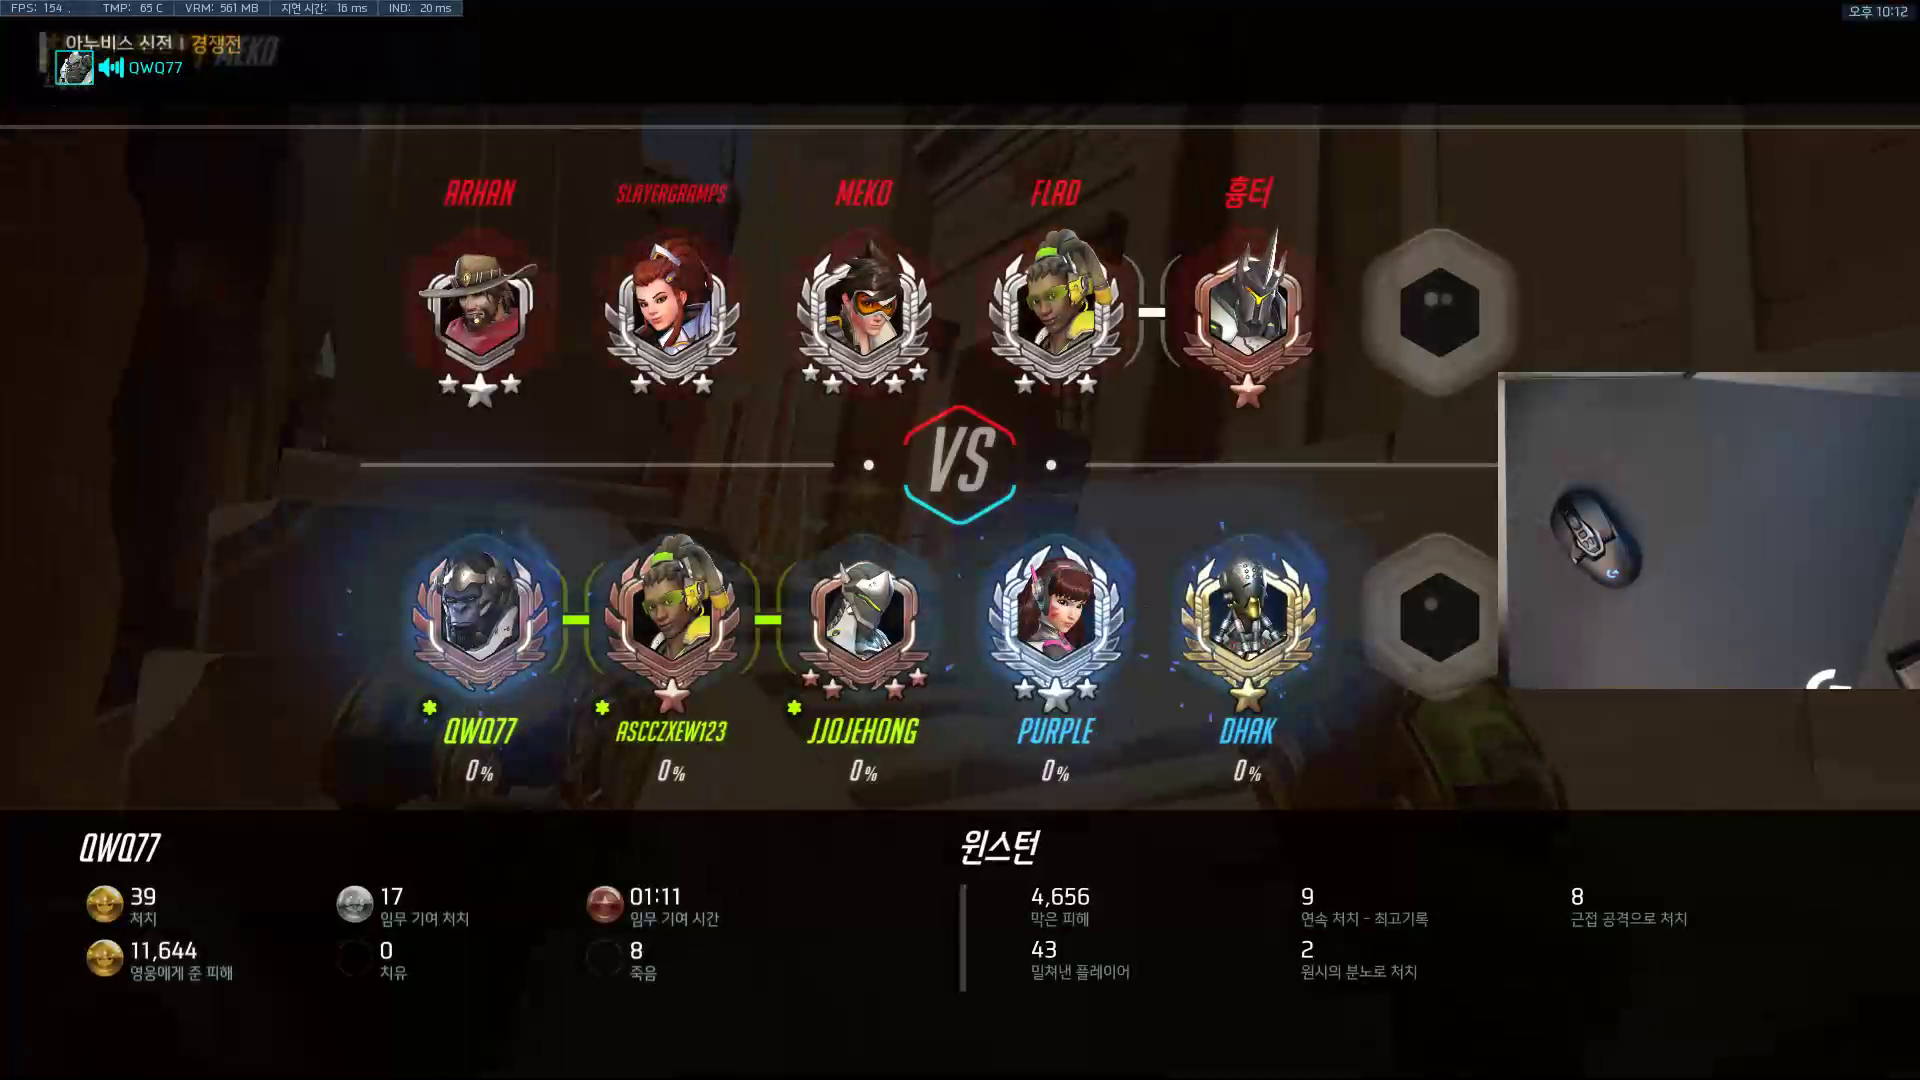 FPS: 154 . TMP: 65 C VRM: 561 MB 지연 시간: 16 ms IND: 20 ms
오후 10:12
아누비스 신전 | 경쟁전
MEKO
QWQ77
ARHAN SLAYERGRAMPS MEKO FLAD 흉터
VS
QWQ77 ASCCZXEW123 JJOJEHONG PURPLE DHAK
0% 0% 0% 0% 0%
QWQ77
39 17 01:11
처치 임무 기여 처치 임무 기여 시간
11,644 0 8
영웅에게 준 피해 치유 죽음
윈스턴
4,656 9 8
막은 피해 연속 처치 - 최고기록 근접 공격으로 처치
43 2
밀쳐낸 플레이어 원시의 분노로 처치